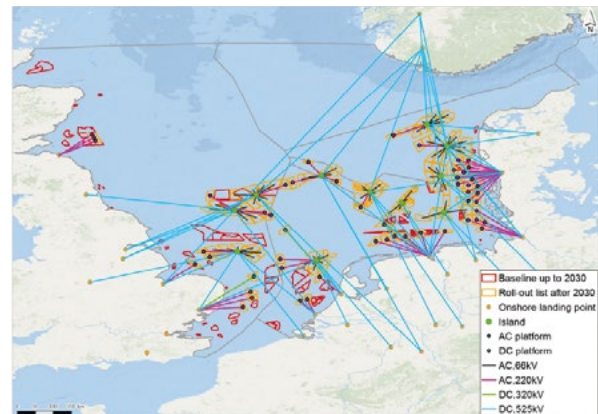 N
Baseline up to 2030
Roll-out list after 2030
Onshore landing point
Island
AC platform
DC platform
AC,66kV
AC,220kV
DC,320kV
DC,525kV